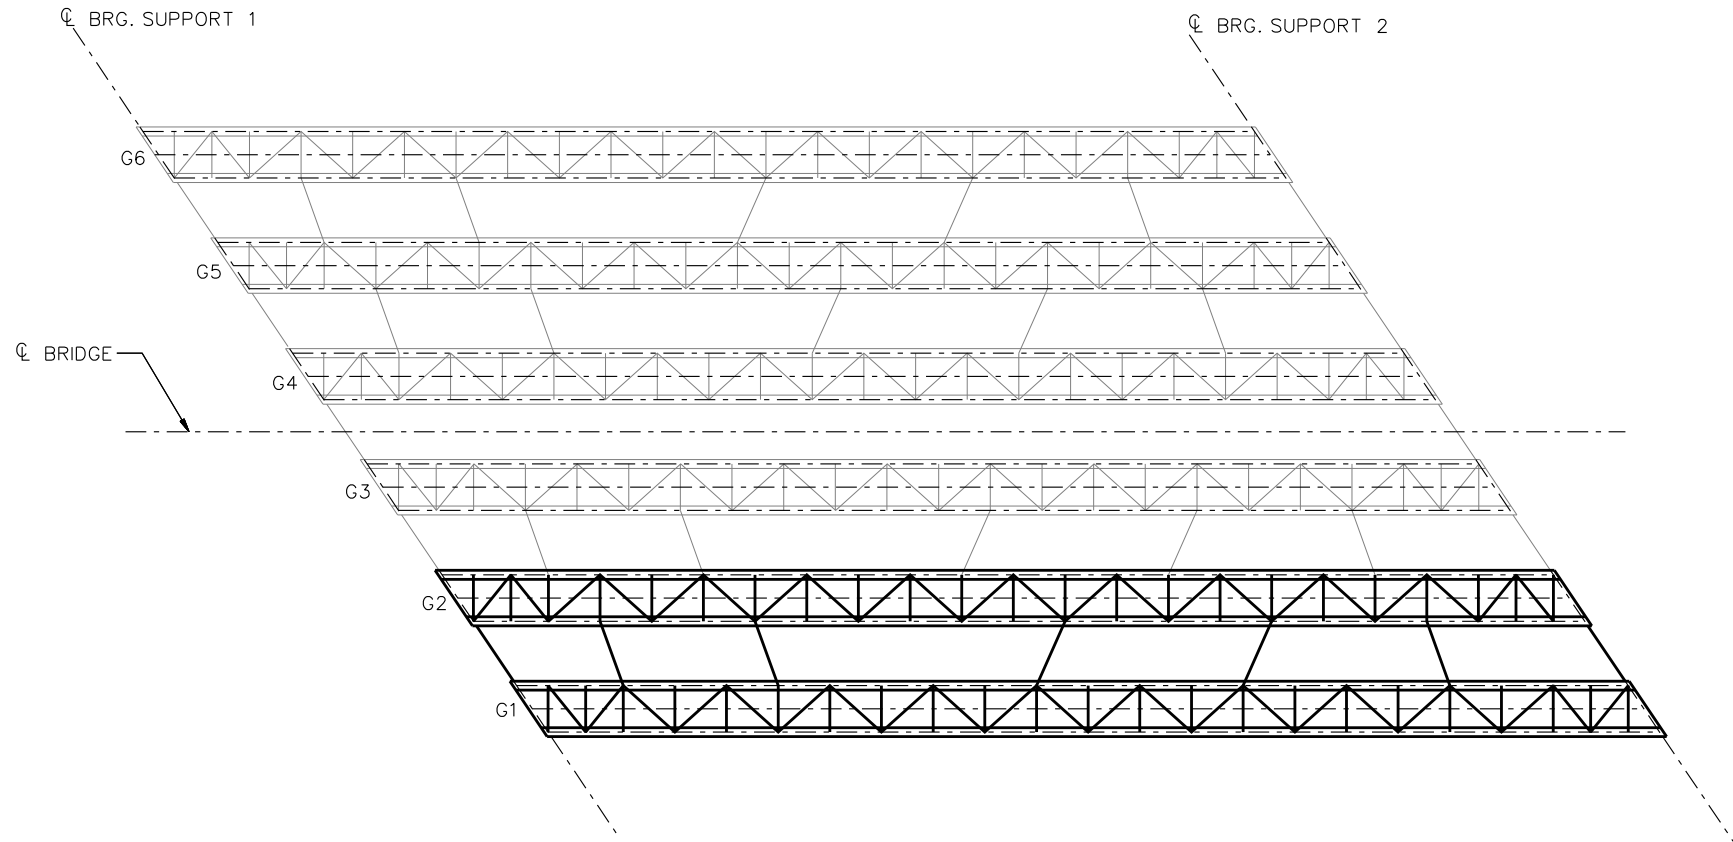 ℄ BRG. SUPPORT 1
℄ BRG. SUPPORT 2
G6
G5
℄ BRIDGE
G4
G3
G2
G1